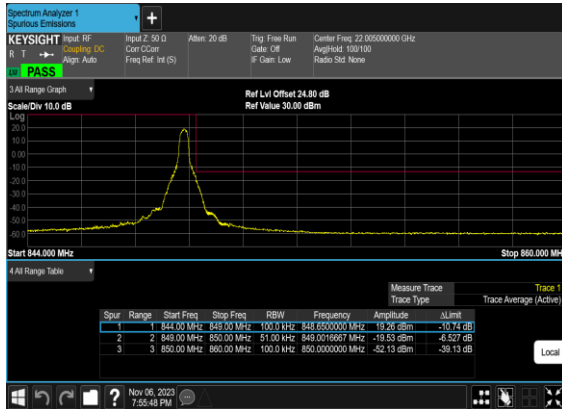 Spectrum Analyzer 1
Spurious Emissions
+
KEYSIGHT Input: RF Input Z: 50 Ω Atten: 20 dB Trig: Free Run Center Freq: 22.005000000 GHz
R T Coupling: DC Corr CCorr Gate: Off Avg|Hold: 100/100
Align: Auto Freq Ref: Int (S) IF Gain: Low Radio Std: None
PASS
3 All Range Graph
Ref Lvl Offset 24.80 dB
Scale/Div 10.0 dB Ref Value 30.00 dBm
Log
20.0
10.0
0.00
-10.0
-20.0
-30.0
-40.0
-50.0
-60.0
Start 844.000 MHz Stop 860.000 MHz
4 All Range Table
Measure Trace Trace 1
Trace Type Trace Average (Active)
Spur Range Start Freq Stop Freq RBW Frequency Amplitude ΔLimit
1 1 844.00 MHz 849.00 MHz 100.0 kHz 848.6500000 MHz 19.26 dBm -10.74 dB
2 2 849.00 MHz 850.00 MHz 51.00 kHz 849.0016667 MHz -19.53 dBm -6.527 dB
3 3 850.00 MHz 860.00 MHz 100.0 kHz 850.0000000 MHz -52.13 dBm -39.13 dB
Local
? Nov 06, 2023
7:55:48 PM